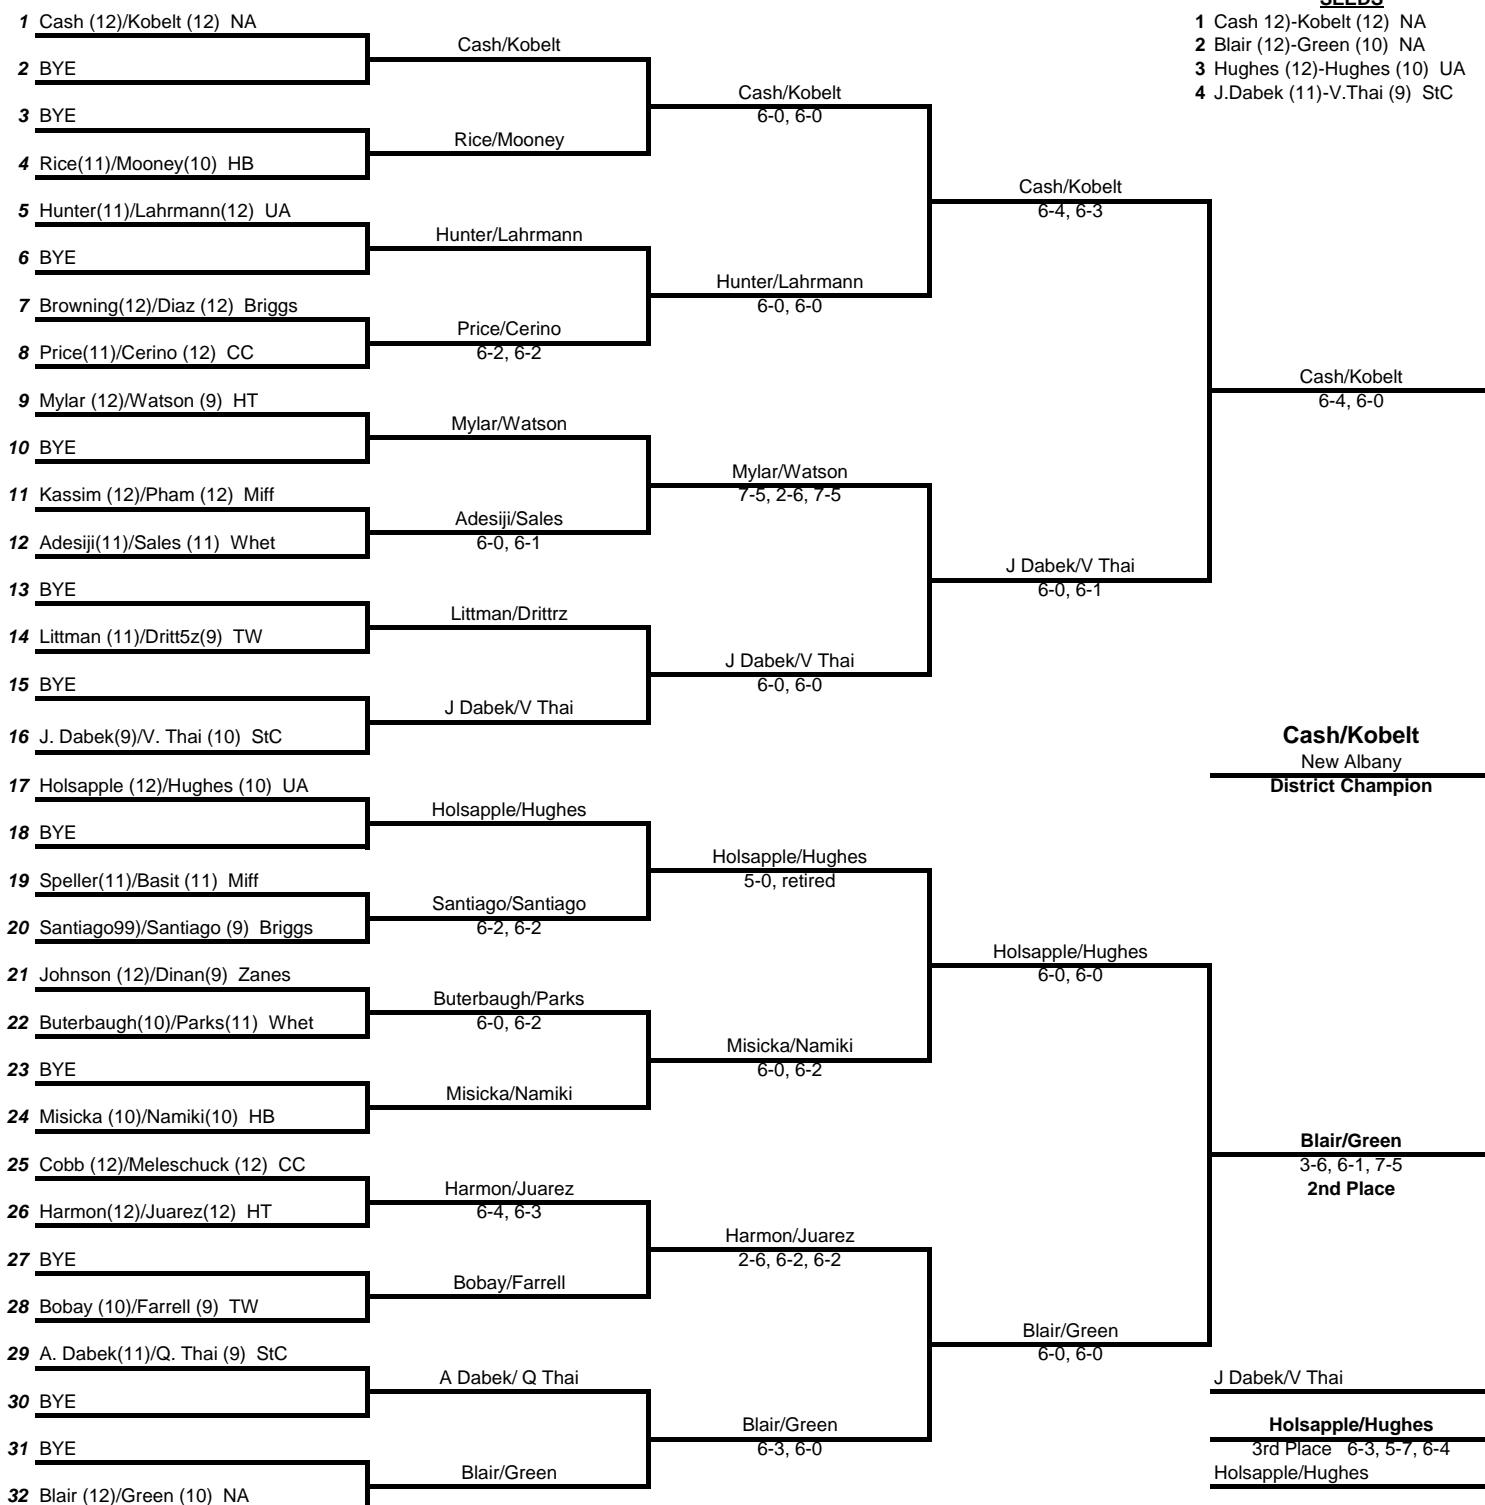 SEEDS
1 Cash 12)-Kobelt (12) NA
2 Blair (12)-Green (10) NA
3 Hughes (12)-Hughes (10) UA
4 J.Dabek (11)-V.Thai (9) StC
1 Cash (12)/Kobelt (12) NA
2 BYE
3 BYE
4 Rice(11)/Mooney(10) HB
5 Hunter(11)/Lahrmann(12) UA
6 BYE
7 Browning(12)/Diaz (12) Briggs
8 Price(11)/Cerino (12) CC
9 Mylar (12)/Watson (9) HT
10 BYE
11 Kassim (12)/Pham (12) Miff
12 Adesiji(11)/Sales (11) Whet
13 BYE
14 Littman (11)/Dritt5z(9) TW
15 BYE
16 J. Dabek(9)/V. Thai (10) StC
17 Holsapple (12)/Hughes (10) UA
18 BYE
19 Speller(11)/Basit (11) Miff
20 Santiago99)/Santiago (9) Briggs
21 Johnson (12)/Dinan(9) Zanes
22 Buterbaugh(10)/Parks(11) Whet
23 BYE
24 Misicka (10)/Namiki(10) HB
25 Cobb (12)/Meleschuck (12) CC
26 Harmon(12)/Juarez(12) HT
27 BYE
28 Bobay (10)/Farrell (9) TW
29 A. Dabek(11)/Q. Thai (9) StC
30 BYE
31 BYE
32 Blair (12)/Green (10) NA
Cash/Kobelt
Rice/Mooney
Hunter/Lahrmann
Price/Cerino
6-2, 6-2
Mylar/Watson
Adesiji/Sales
6-0, 6-1
Littman/Drittrz
J Dabek/V Thai
Holsapple/Hughes
Santiago/Santiago
6-2, 6-2
Buterbaugh/Parks
6-0, 6-2
Misicka/Namiki
Harmon/Juarez
6-4, 6-3
Bobay/Farrell
A Dabek/ Q Thai
Blair/Green
Cash/Kobelt
6-0, 6-0
Hunter/Lahrmann
6-0, 6-0
Mylar/Watson
7-5, 2-6, 7-5
J Dabek/V Thai
6-0, 6-0
Holsapple/Hughes
5-0, retired
Misicka/Namiki
6-0, 6-2
Harmon/Juarez
2-6, 6-2, 6-2
Blair/Green
6-3, 6-0
Cash/Kobelt
6-4, 6-3
J Dabek/V Thai
6-0, 6-1
Holsapple/Hughes
6-0, 6-0
Blair/Green
6-0, 6-0
Cash/Kobelt
6-4, 6-0
Cash/Kobelt
New Albany
District Champion
Blair/Green
3-6, 6-1, 7-5
2nd Place
J Dabek/V Thai
Holsapple/Hughes
3rd Place 6-3, 5-7, 6-4
Holsapple/Hughes